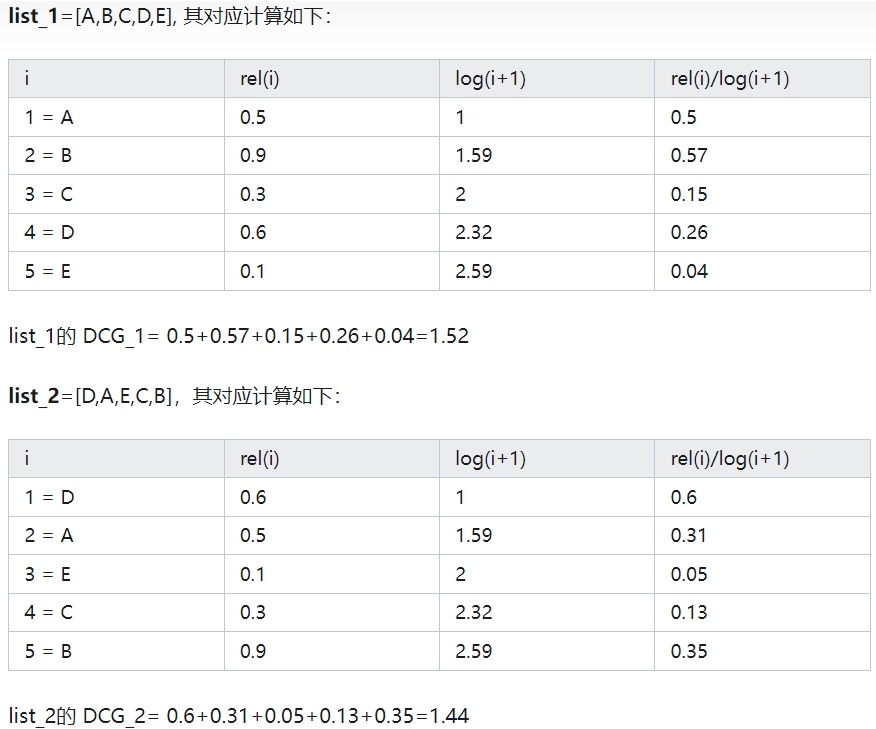 list_1=[A,B,C,D,E], 其对应计算如下：
i rel(i) log(i+1) rel(i)/log(i+1)
1 = A 0.5 1 0.5
2 = B 0.9 1.59 0.57
3 = C 0.3 2 0.15
4 = D 0.6 2.32 0.26
5 = E 0.1 2.59 0.04
list_1的 DCG_1= 0.5+0.57+0.15+0.26+0.04=1.52
list_2=[D,A,E,C,B]，其对应计算如下：
i rel(i) log(i+1) rel(i)/log(i+1)
1 = D 0.6 1 0.6
2 = A 0.5 1.59 0.31
3 = E 0.1 2 0.05
4 = C 0.3 2.32 0.13
5 = B 0.9 2.59 0.35
list_2的 DCG_2= 0.6+0.31+0.05+0.13+0.35=1.44